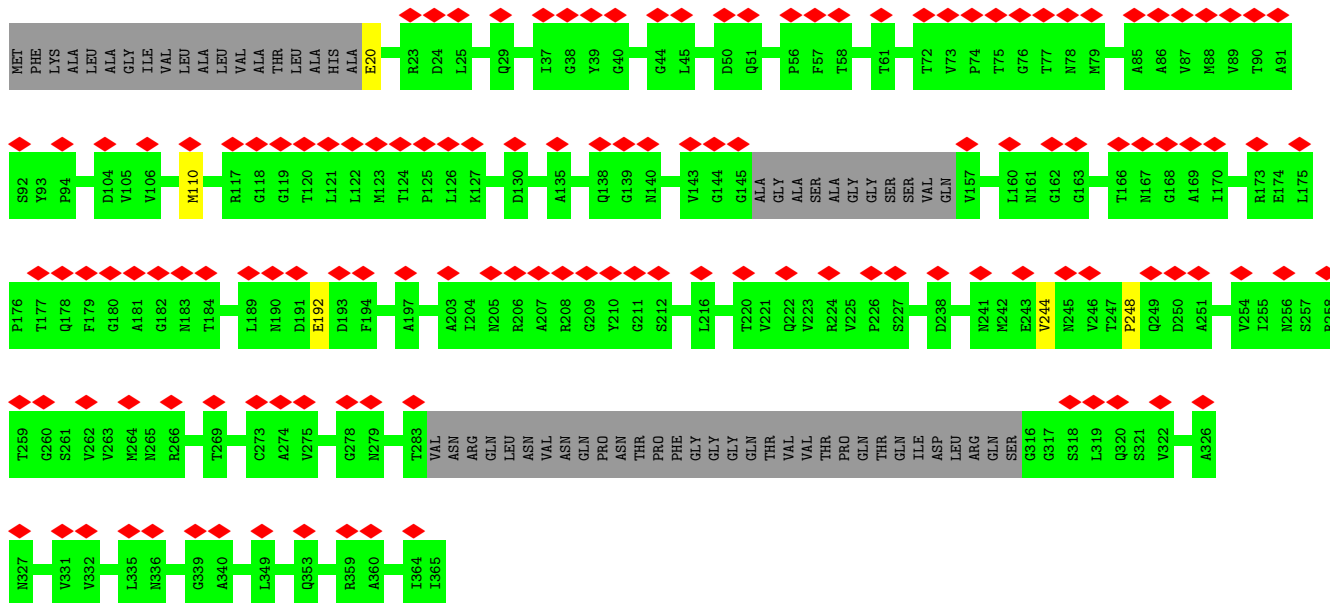 MET PHE LYS ALA LEU ALA GLY ILE VAL LEU ALA LEU VAL ALA THR LEU ALA HIS ALA E20 R23 D24 L25 Q29 I37 G38 Y39 G40 G44 L45 D50 Q51 P56 F57 T58 T61 T72 V73 P74 T75 G76 T77 N78 M79 A85 A86 V87 M88 V89 T90 A91
S92 Y93 P94 D104 V105 V106 M110 R117 G118 G119 T120 L121 L122 M123 T124 P125 L126 K127 D130 A135 Q138 G139 N140 V143 G144 G145 ALA GLY ALA SER ALA GLY GLY SER SER VAL GLN V157 L160 N161 G162 G163 T166 N167 G168 A169 I170 R173 E174 L175
P176 T177 Q178 F179 G180 A181 G182 N183 T184 L189 N190 D191 E192 D193 F194 A197 A203 I204 N205 R206 A207 R208 G209 Y210 G211 S212 L216 T220 V221 Q222 V223 R224 V225 P226 S227 D238 N241 M242 E243 V244 N245 V246 T247 P248 Q249 D250 A251 V254 I255 N256 S257 R258
T259 G260 S261 V262 V263 M264 N265 R266 T269 C273 A274 V275 G278 N279 T283 VAL ASN ARG GLN LEU ASN VAL ASN GLN PRO ASN THR PRO PHE GLY GLY GLY GLN THR VAL VAL THR PRO GLN THR GLN ILE ASP LEU ARG GLN SER G316 G317 S318 L319 Q320 S321 V322 A326
N327 V331 V332 L335 N336 G339 A340 L349 Q353 R359 A360 I364 I365